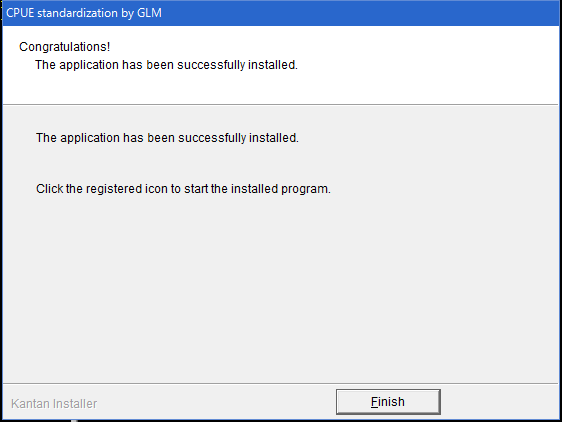 CPUE standardization by GLM
Congratulations!
The application has been successfully installed.
The application has been successfully installed.
Click the registered icon to start the installed program.
Kantan Installer
Finish